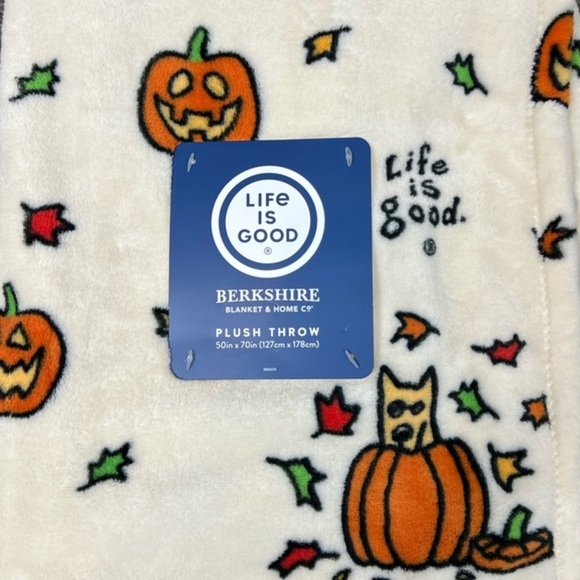 LIFE
IS
GOOD
®
BERKSHIRE
BLANKET & HOME CO®
PLUSH THROW
50in x 70in (127cm x 178cm)
Life
is
good.
®